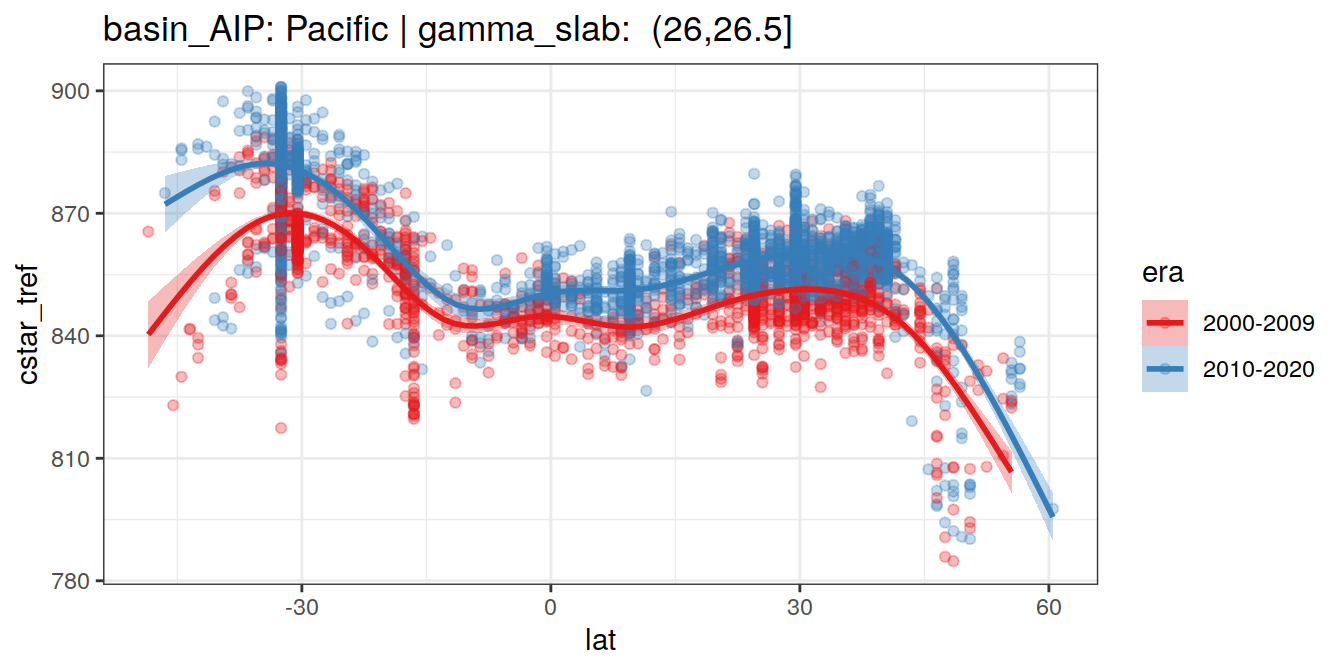 basin_AIP: Pacific | gamma_slab:  (26,26.5]
900
870
840
810
780
cstar_tref
-30
0
30
60
lat
era
2000-2009
2010-2020